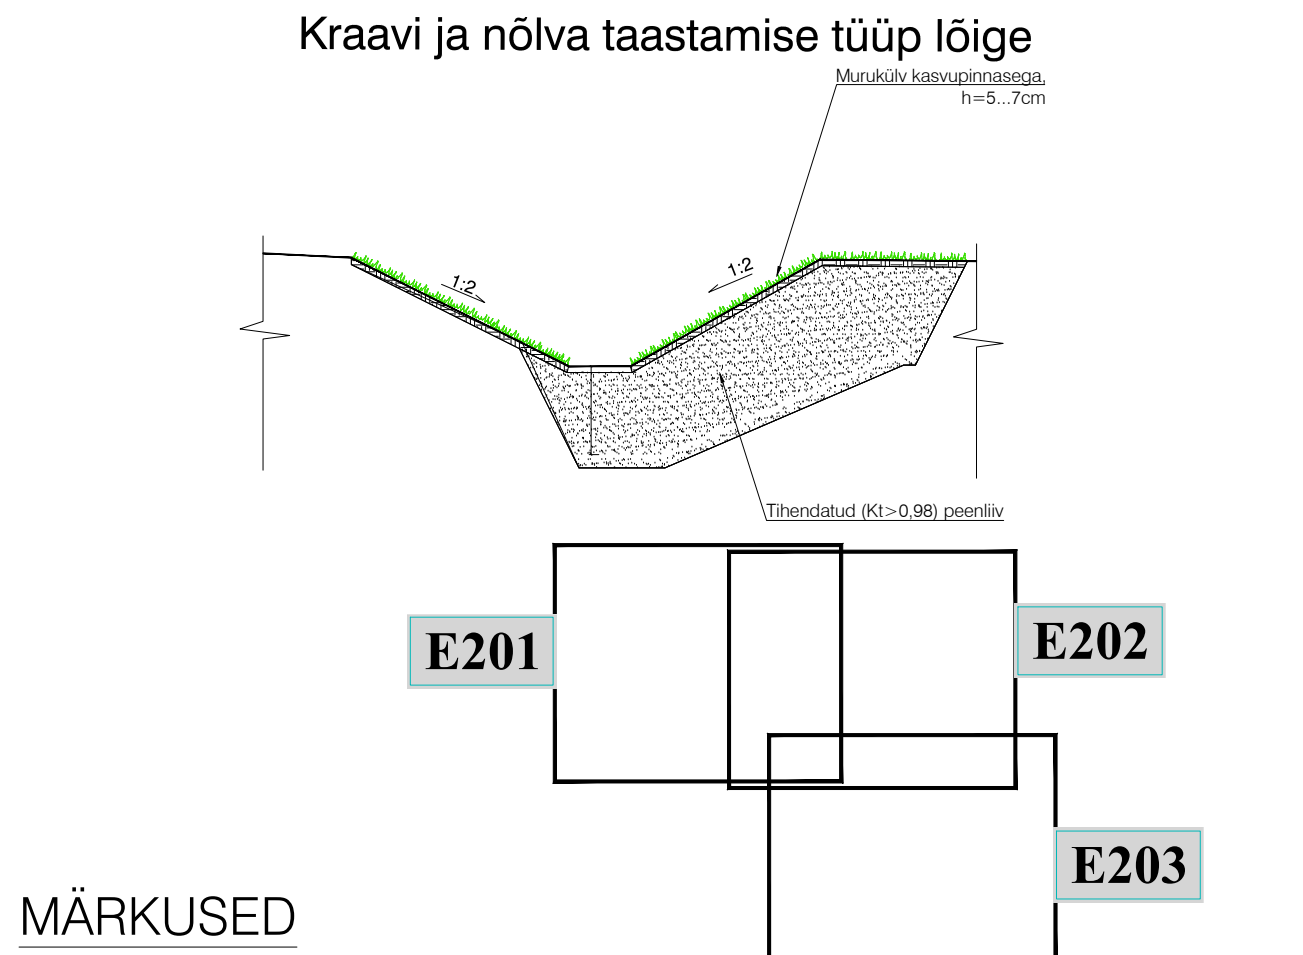 Kraavi ja nõlva taastamise tüüp lõige
Murukülv kasvupinnasega,
h=5...7cm
1:2
1:2
Tihendatud (Kt>0,98) peenliiv
E201
E202
E203
MÄRKUSED